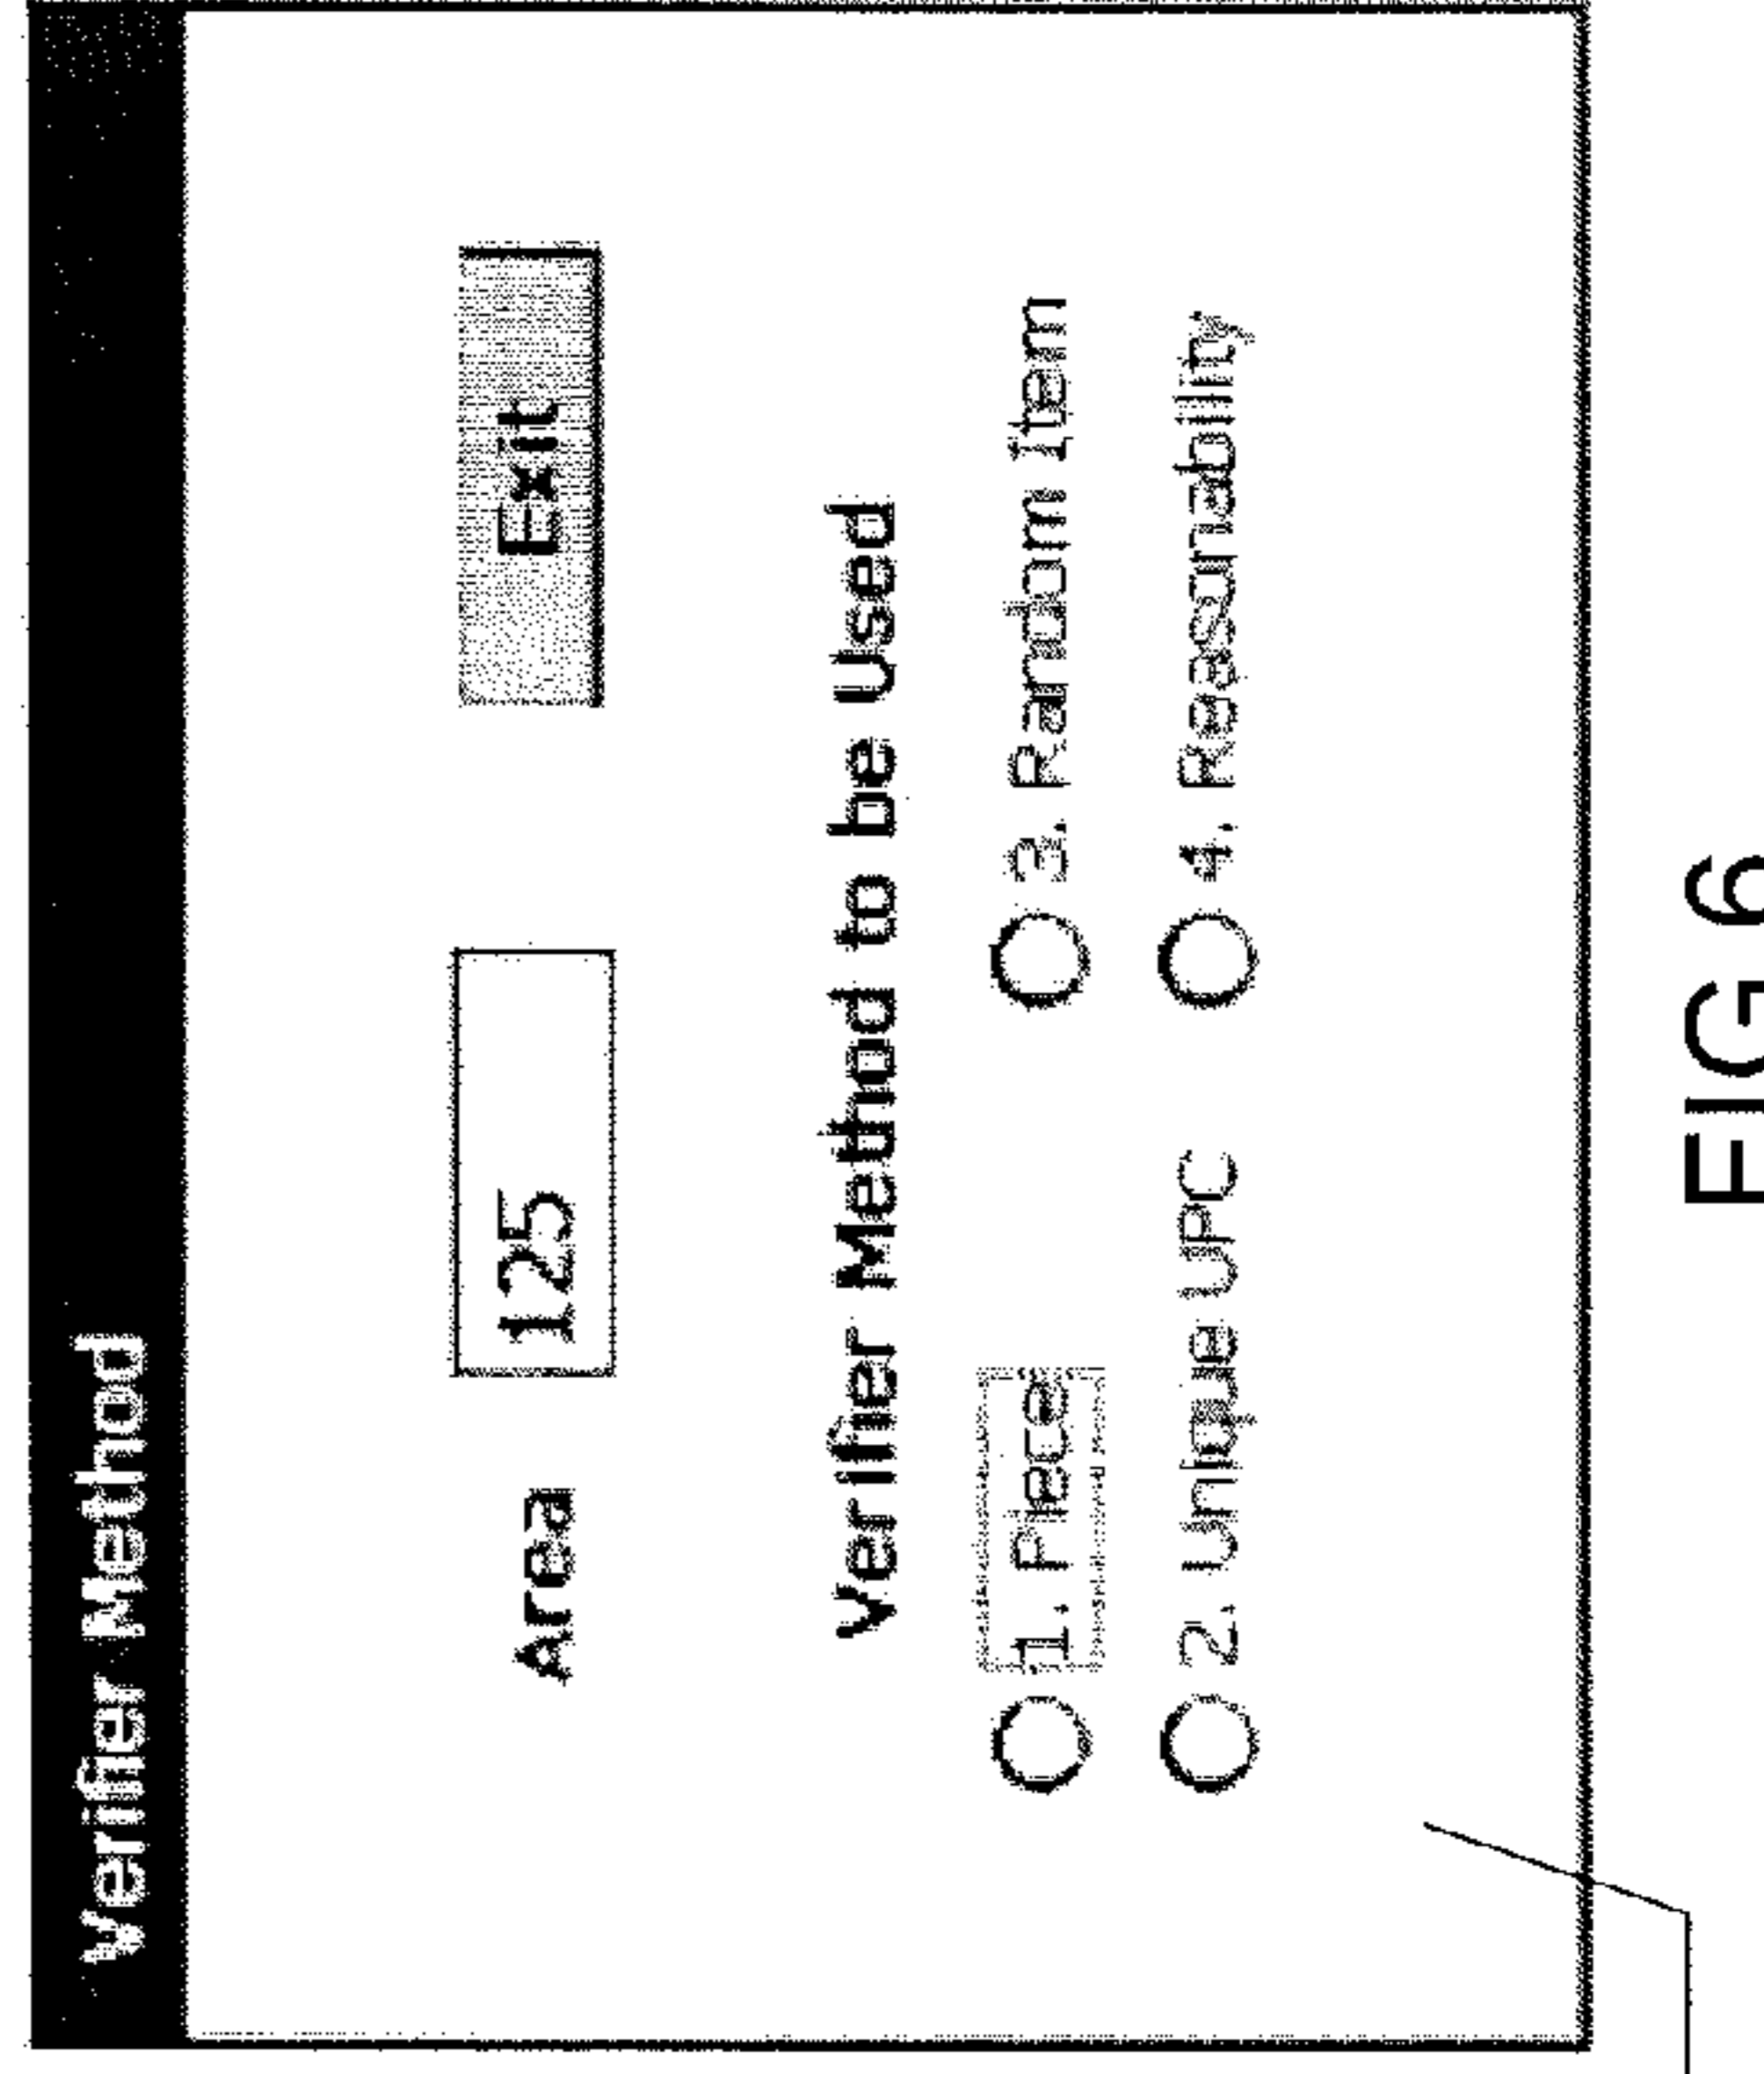 Verifier Method
Area 125 Exit
Verifier Method to be Used
1. Piece 3. Random Item
2. Unique UPC 4. Reasonability
FIG 6